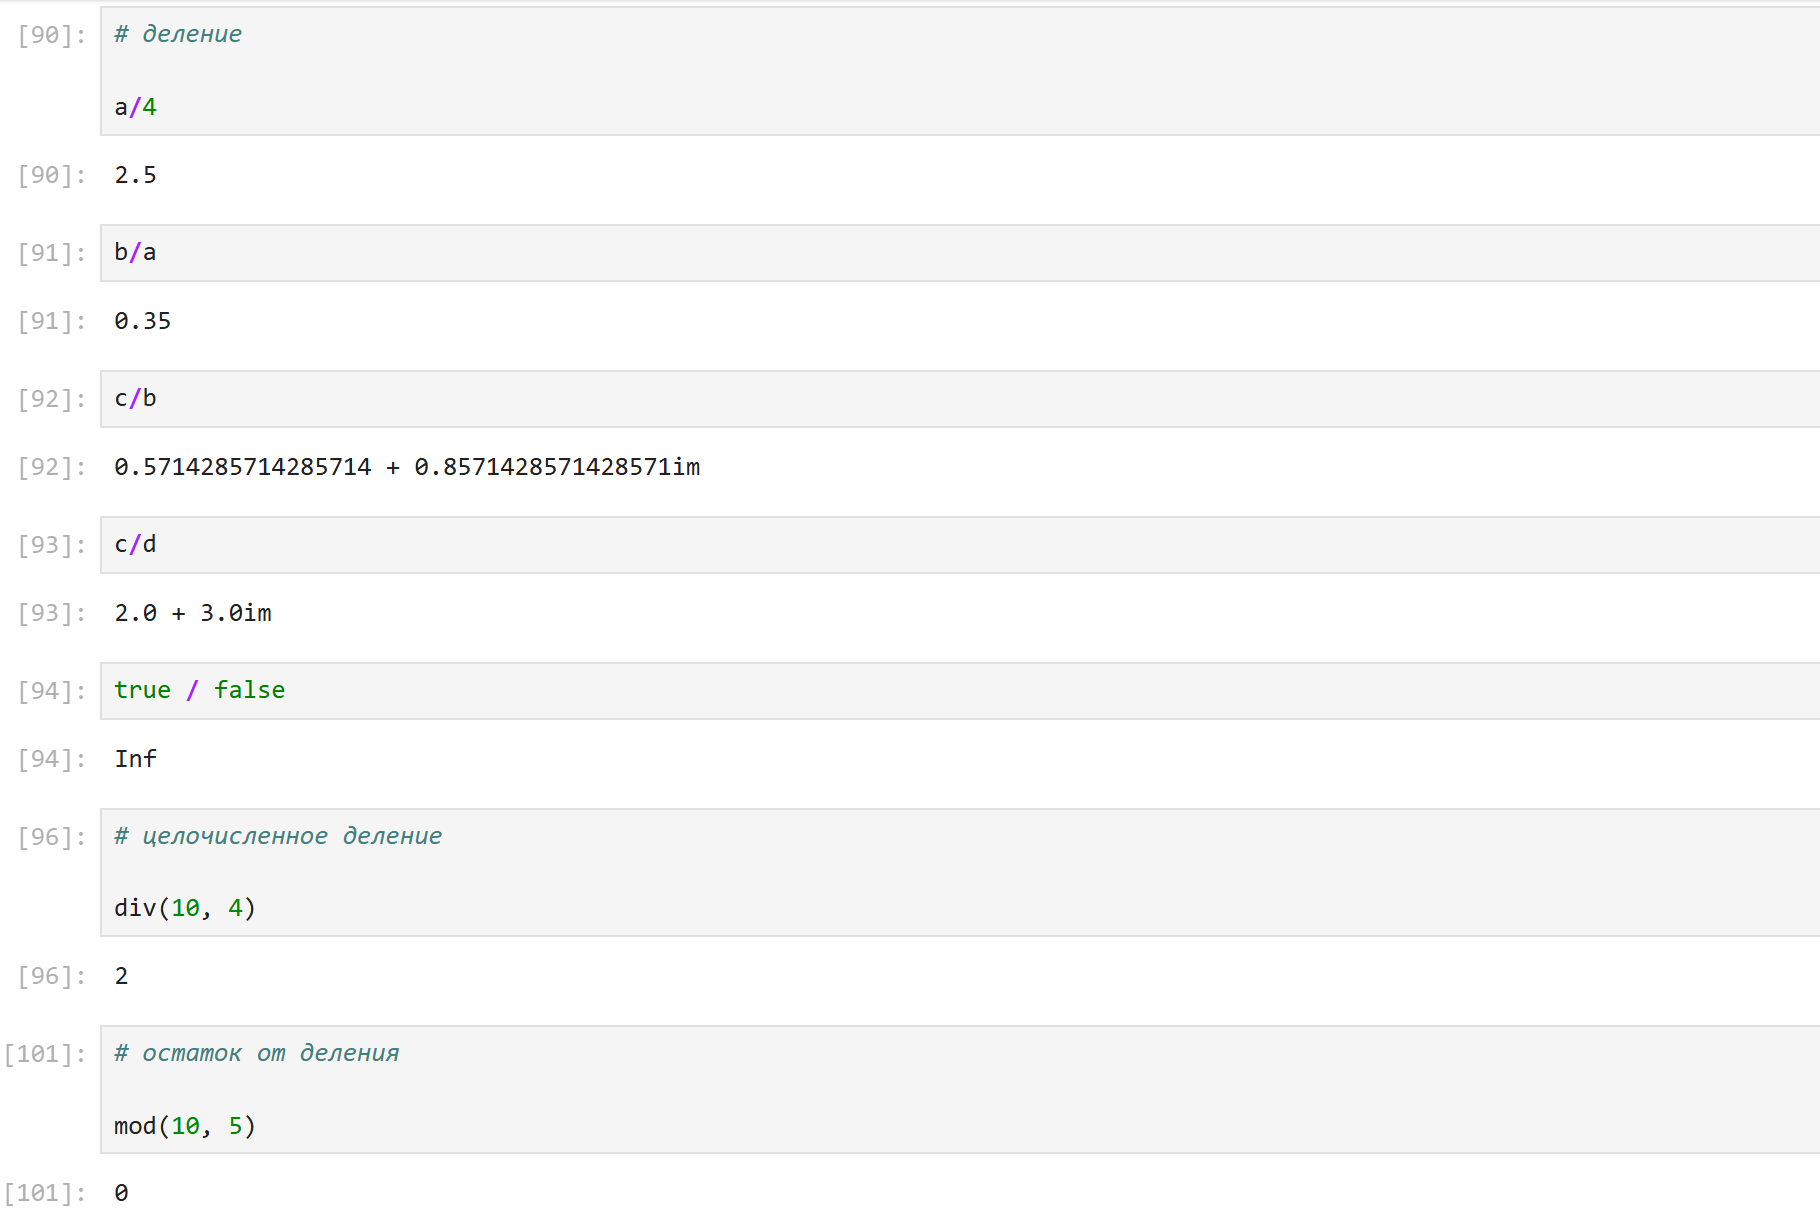 [90]: # деление
a/4
[90]: 2.5
[91]: b/a
[91]: 0.35
[92]: c/b
[92]: 0.5714285714285714 + 0.8571428571428571im
[93]: c/d
[93]: 2.0 + 3.0im
[94]: true / false
[94]: Inf
[96]: # целочисленное деление
div(10, 4)
[96]: 2
[101]: # остаток от деления
mod(10, 5)
[101]: 0